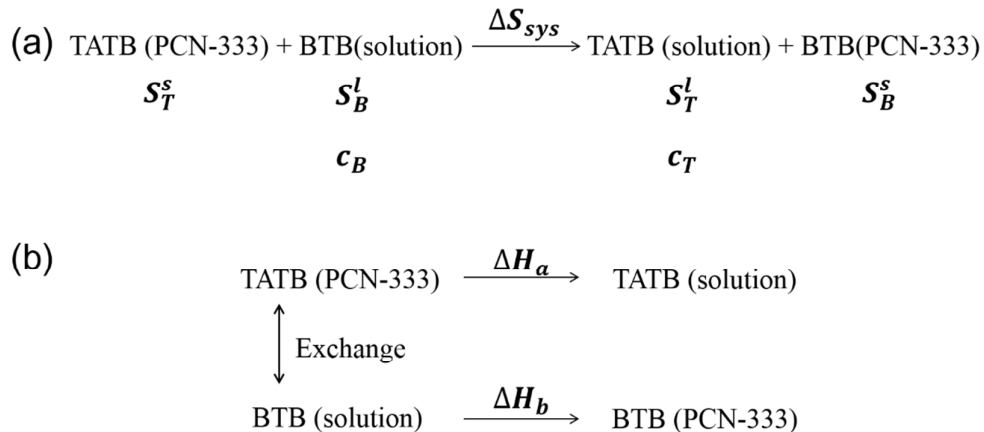 (a) TATB (PCN-333) + BTB(solution) ΔS_sys → TATB (solution) + BTB(PCN-333)
S_T^s S_B^l S_T^l S_B^s
c_B c_T
(b) TATB (PCN-333) ΔH_a → TATB (solution)
Exchange
BTB (solution) ΔH_b → BTB (PCN-333)